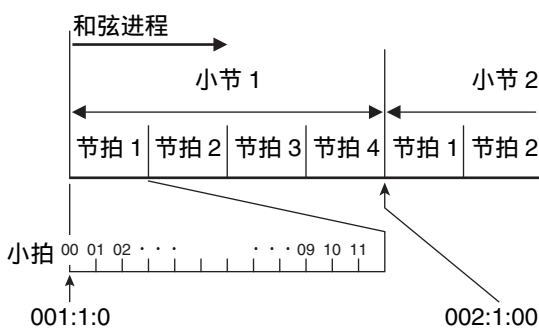 和弦进程
小节 1
小节 2
节拍 1 节拍 2 节拍 3 节拍 4 节拍 1 节拍 2
小拍 00 01 02 · · · · · · 09 10 11
001:1:0 002:1:00